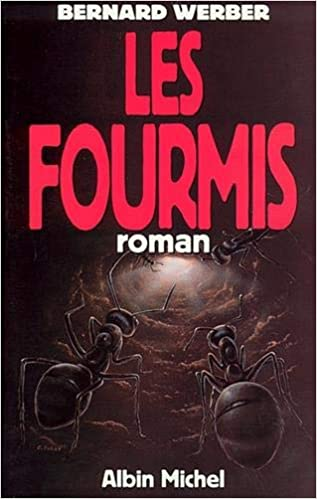 BERNARD WERBER
LES
FOURMIS
roman
Albin Michel